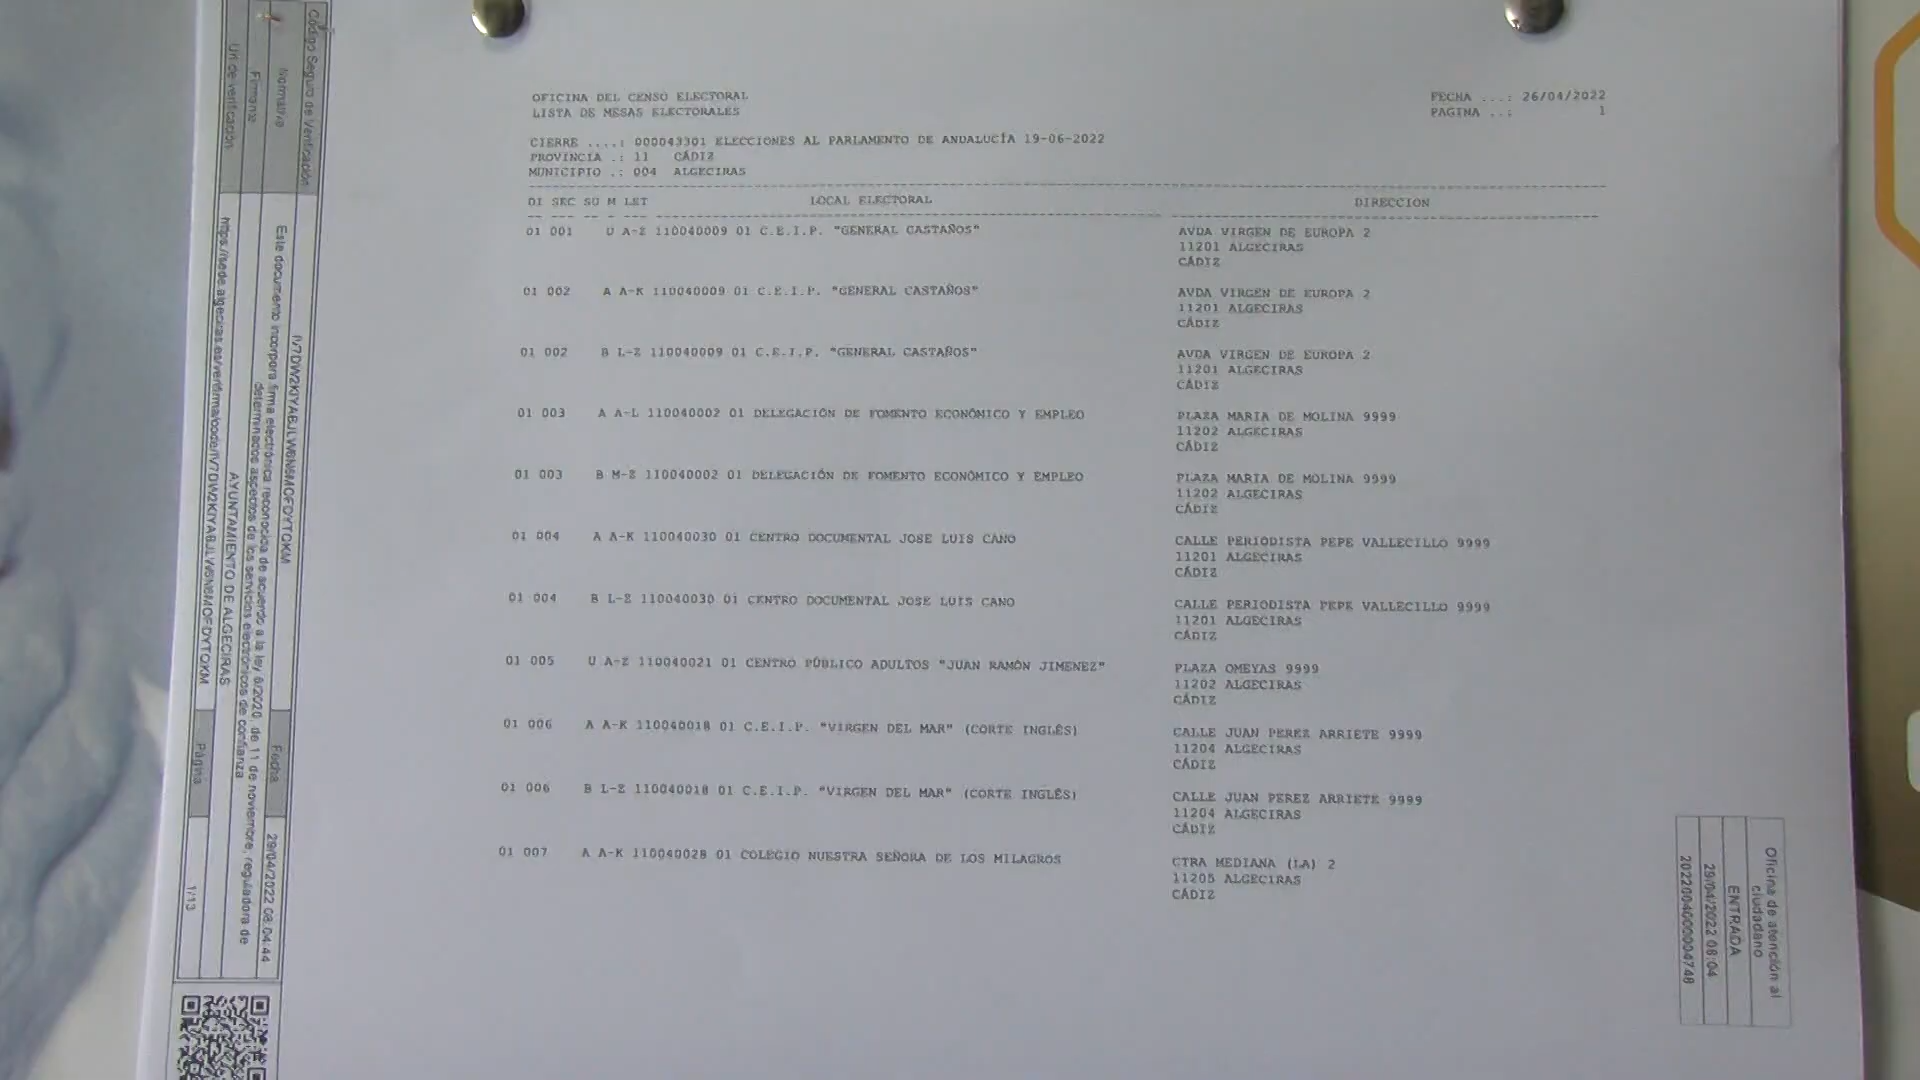 OFICINA DEL CENSO ELECTORAL
LISTA DE MESAS ELECTORALES
FECHA ...: 26/04/2022
PAGINA ..: 1
CIERRE ....: 000043301 ELECCIONES AL PARLAMENTO DE ANDALUCÍA 19-06-2022
PROVINCIA .: 11 CÁDIZ
MUNICIPIO .: 004 ALGECIRAS
DI SEC SU M LET LOCAL ELECTORAL DIRECCION
01 001 U A-Z 110040009 01 C.E.I.P. "GENERAL CASTAÑOS" AVDA VIRGEN DE EUROPA 2
11201 ALGECIRAS
CÁDIZ
01 002 A A-K 110040009 01 C.E.I.P. "GENERAL CASTAÑOS" AVDA VIRGEN DE EUROPA 2
11201 ALGECIRAS
CÁDIZ
01 002 B L-Z 110040009 01 C.E.I.P. "GENERAL CASTAÑOS" AVDA VIRGEN DE EUROPA 2
11201 ALGECIRAS
CÁDIZ
01 003 A A-L 110040002 01 DELEGACIÓN DE FOMENTO ECONÓMICO Y EMPLEO PLAZA MARIA DE MOLINA 9999
11202 ALGECIRAS
CÁDIZ
01 003 B M-Z 110040002 01 DELEGACIÓN DE FOMENTO ECONÓMICO Y EMPLEO PLAZA MARIA DE MOLINA 9999
11202 ALGECIRAS
CÁDIZ
01 004 A A-K 110040030 01 CENTRO DOCUMENTAL JOSE LUIS CANO CALLE PERIODISTA PEPE VALLECILLO 9999
11201 ALGECIRAS
CÁDIZ
01 004 B L-Z 110040030 01 CENTRO DOCUMENTAL JOSE LUIS CANO CALLE PERIODISTA PEPE VALLECILLO 9999
11201 ALGECIRAS
CÁDIZ
01 005 U A-Z 110040021 01 CENTRO PÚBLICO ADULTOS "JUAN RAMÓN JIMENEZ" PLAZA OMEYAS 9999
11202 ALGECIRAS
CÁDIZ
01 006 A A-K 110040018 01 C.E.I.P. "VIRGEN DEL MAR" (CORTE INGLÉS) CALLE JUAN PEREZ ARRIETE 9999
11204 ALGECIRAS
CÁDIZ
01 006 B L-Z 110040018 01 C.E.I.P. "VIRGEN DEL MAR" (CORTE INGLÉS) CALLE JUAN PEREZ ARRIETE 9999
11204 ALGECIRAS
CÁDIZ
01 007 A A-K 110040028 01 COLEGIO NUESTRA SEÑORA DE LOS MILAGROS CTRA MEDIANA (LA) 2
11205 ALGECIRAS
CÁDIZ
Código Seguro de Verificación
Fecha 29/04/2022 08:04:44
Normativa
Este documento incorpora firma electrónica reconocida de acuerdo a la ley 6/2020, de 11 de noviembre, reguladora de
determinados aspectos de los servicios electrónicos de confianza
Firmante AYUNTAMIENTO DE ALGECIRAS
Url de verificación
Página 1/13
Oficina de atención al
ciudadano
ENTRADA
29/04/2022 08:04